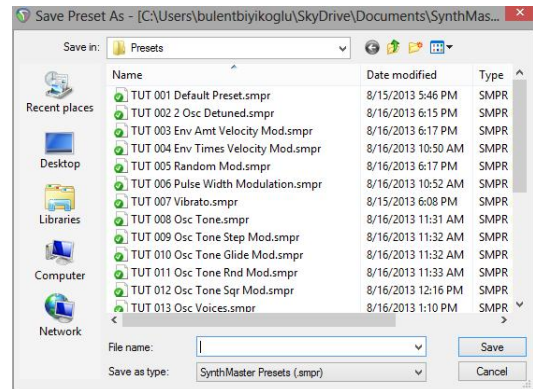 Save Preset As - [C:\Users\bulentbiyikoglu\SkyDrive\Documents\SynthMas...
Save in: Presets
Name Date modified Type
TUT 001 Default Preset.smpr 8/15/2013 5:46 PM SMPR
TUT 002 2 Osc Detuned.smpr 8/16/2013 6:15 PM SMPR
TUT 003 Env Amt Velocity Mod.smpr 8/16/2013 6:17 PM SMPR
TUT 004 Env Times Velocity Mod.smpr 8/16/2013 10:50 AM SMPR
TUT 005 Random Mod.smpr 8/16/2013 6:17 PM SMPR
TUT 006 Pulse Width Modulation.smpr 8/16/2013 10:52 AM SMPR
TUT 007 Vibrato.smpr 8/15/2013 6:08 PM SMPR
TUT 008 Osc Tone.smpr 8/16/2013 11:31 AM SMPR
TUT 009 Osc Tone Step Mod.smpr 8/16/2013 11:32 AM SMPR
TUT 010 Osc Tone Glide Mod.smpr 8/16/2013 11:32 AM SMPR
TUT 011 Osc Tone Rnd Mod.smpr 8/16/2013 11:33 AM SMPR
TUT 012 Osc Tone Sqr Mod.smpr 8/16/2013 12:16 PM SMPR
TUT 013 Osc Voices.smpr 8/16/2013 1:10 PM SMPR
Recent places
Desktop
Libraries
Computer
Network
File name: Save
Save as type: SynthMaster Presets (.smpr) Cancel